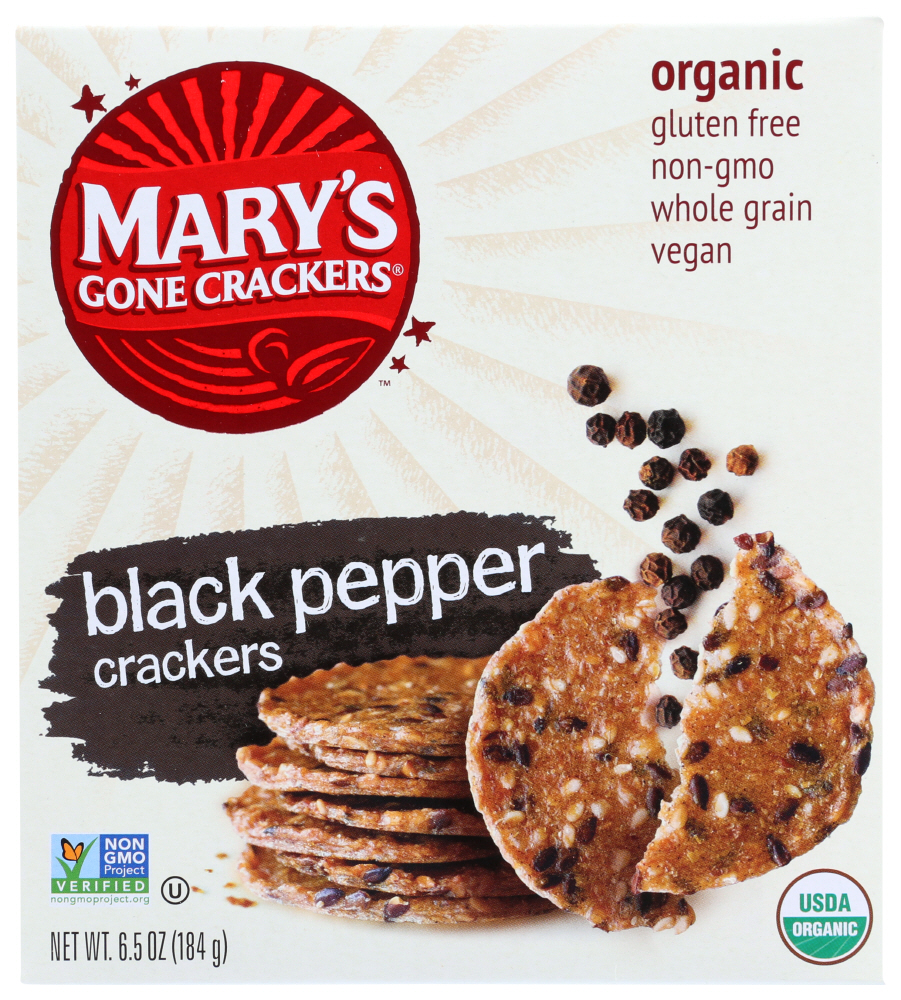 MARY'S
GONE CRACKERS®
TM
organic
gluten free
non-gmo
whole grain
vegan
black pepper
crackers
NON
GMO
Project
VERIFIED
nongmoproject.org
U
NET WT. 6.5 OZ (184 g)
USDA
ORGANIC